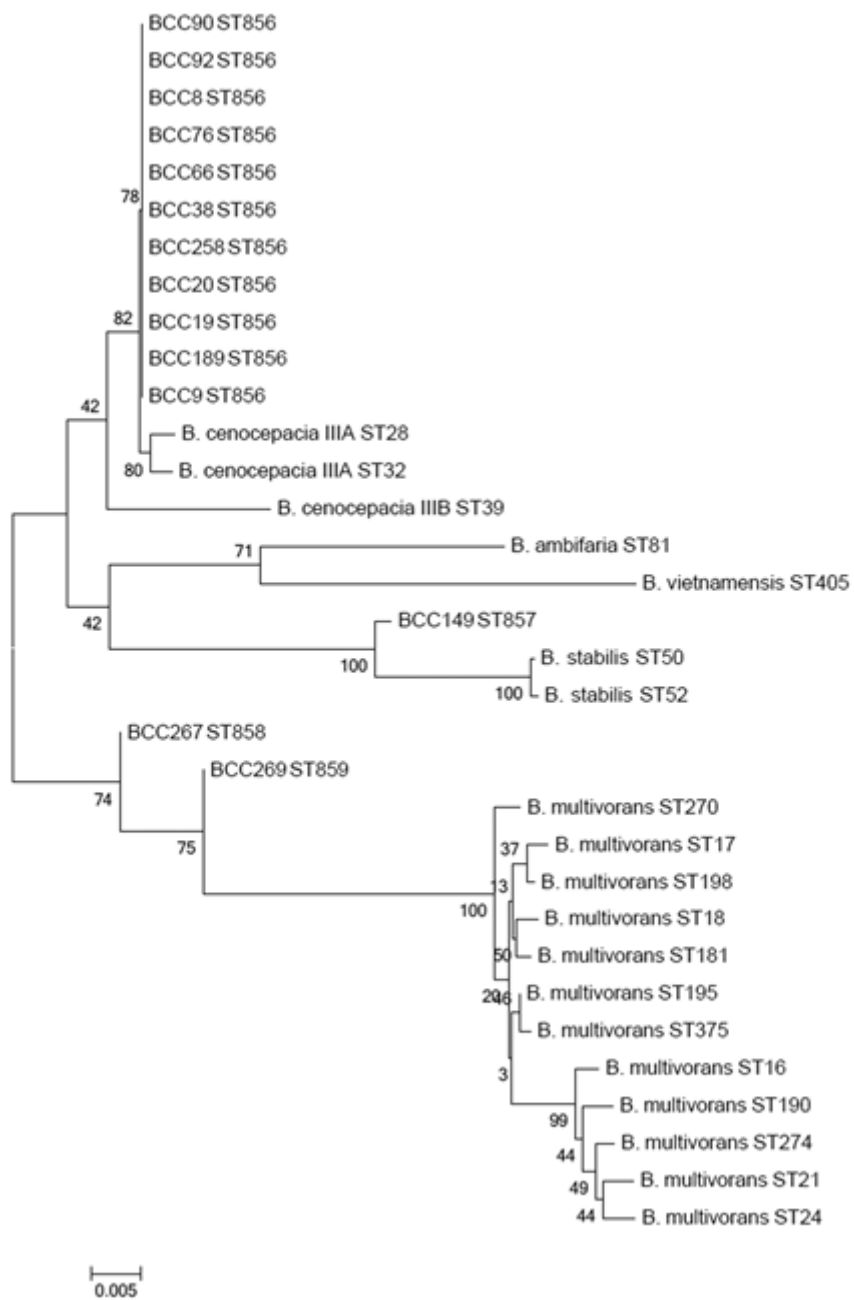 BCC90 ST856
BCC92 ST856
BCC8 ST856
BCC76 ST856
BCC66 ST856
78
BCC38 ST856
BCC258 ST856
BCC20 ST856
82
BCC19 ST856
BCC189 ST856
BCC9 ST856
42
B. cenocepacia IIIA ST28
80
B. cenocepacia IIIA ST32
B. cenocepacia IIIB ST39
71
B. ambifaria ST81
B. vietnamensis ST405
42
BCC149 ST857
100
B. stabilis ST50
100
B. stabilis ST52
BCC267 ST858
BCC269 ST859
74
75
B. multivorans ST270
37
B. multivorans ST17
13
B. multivorans ST198
100
B. multivorans ST18
50
B. multivorans ST181
20
46
B. multivorans ST195
B. multivorans ST375
3
B. multivorans ST16
99
B. multivorans ST190
44
B. multivorans ST274
49
B. multivorans ST21
44
B. multivorans ST24
0.005